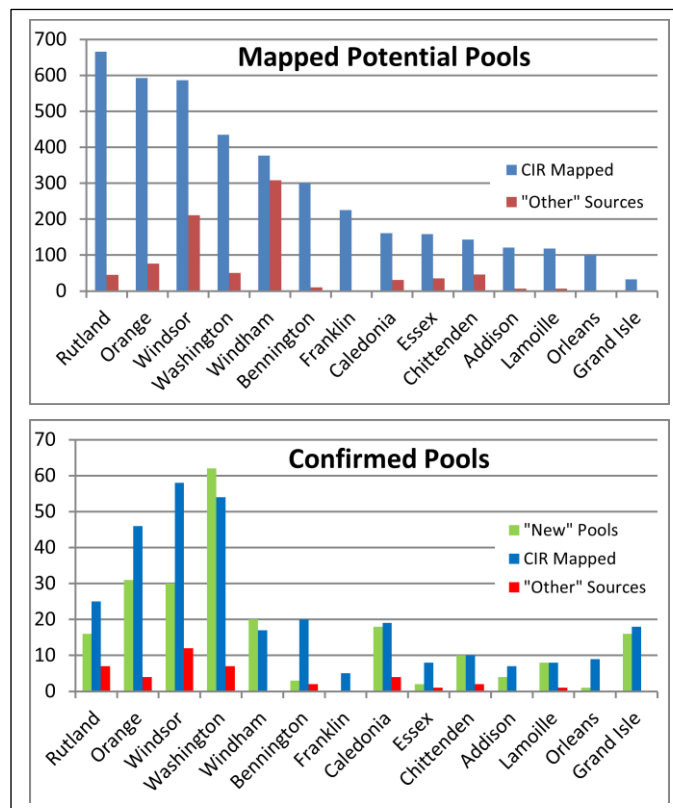 Mapped Potential Pools
700
600
500
400
300
200
100
0
CIR Mapped
"Other" Sources
Rutland
Orange
Windsor
Washington
Windham
Bennington
Franklin
Caledonia
Essex
Chittenden
Addison
Lamoille
Orleans
Grand Isle
Confirmed Pools
70
60
50
40
30
20
10
0
"New" Pools
CIR Mapped
"Other" Sources
Rutland
Orange
Windsor
Washington
Windham
Bennington
Franklin
Caledonia
Essex
Chittenden
Addison
Lamoille
Orleans
Grand Isle